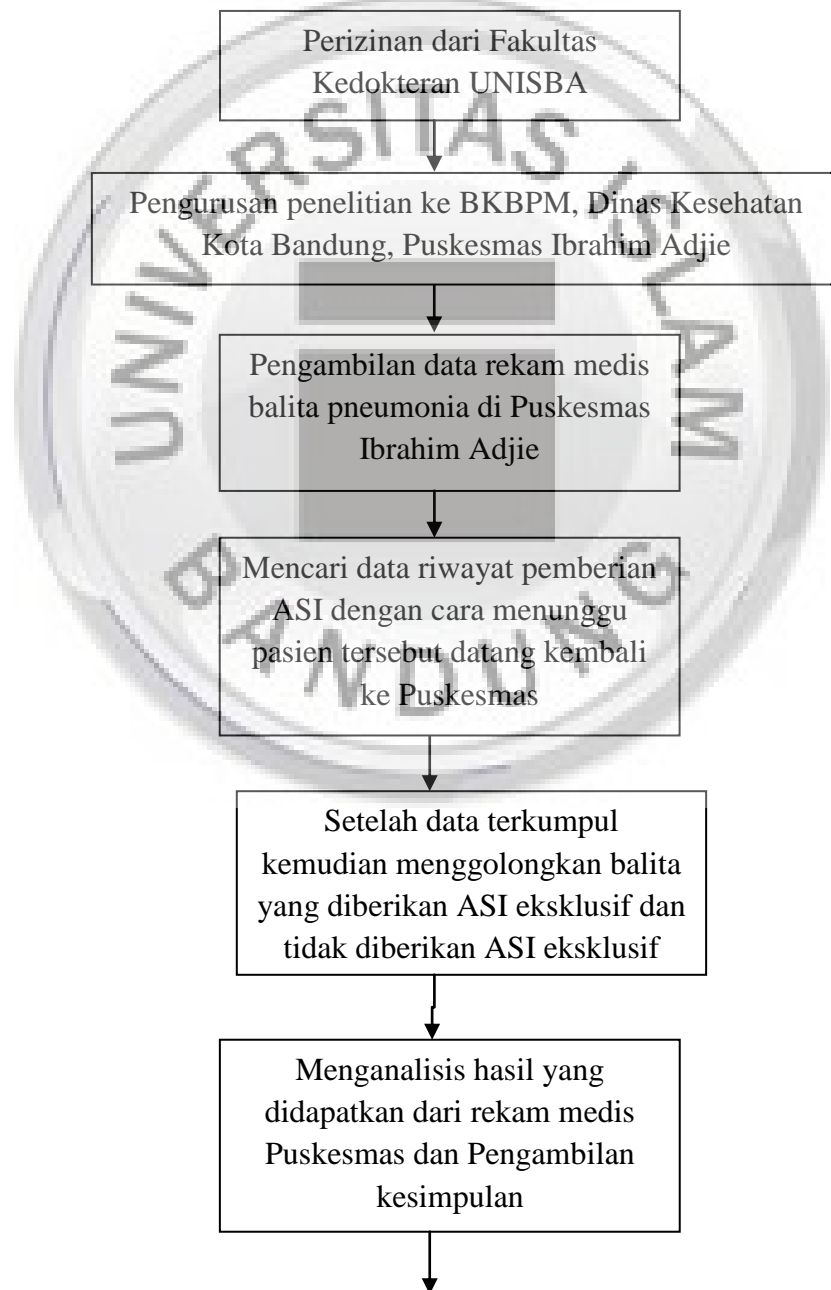 Perizinan dari Fakultas
Kedokteran UNISBA
Pengurusan penelitian ke BKBPM, Dinas Kesehatan
Kota Bandung, Puskesmas Ibrahim Adjie
Pengambilan data rekam medis
balita pneumonia di Puskesmas
Ibrahim Adjie
Mencari data riwayat pemberian
ASI dengan cara menunggu
pasien tersebut datang kembali
ke Puskesmas
Setelah data terkumpul
kemudian menggolongkan balita
yang diberikan ASI eksklusif dan
tidak diberikan ASI eksklusif
Menganalisis hasil yang
didapatkan dari rekam medis
Puskesmas dan Pengambilan
kesimpulan
UNIVERSITAS ISLAM
BANDUNG